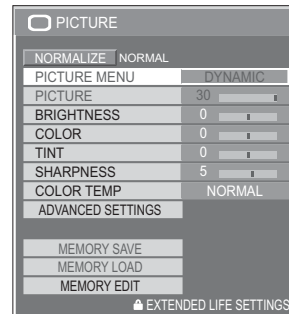 PICTURE
NORMALIZE NORMAL
PICTURE MENU DYNAMIC
PICTURE 30
BRIGHTNESS 0
COLOR 0
TINT 0
SHARPNESS 5
COLOR TEMP NORMAL
ADVANCED SETTINGS
MEMORY SAVE
MEMORY LOAD
MEMORY EDIT
EXTENDED LIFE SETTINGS